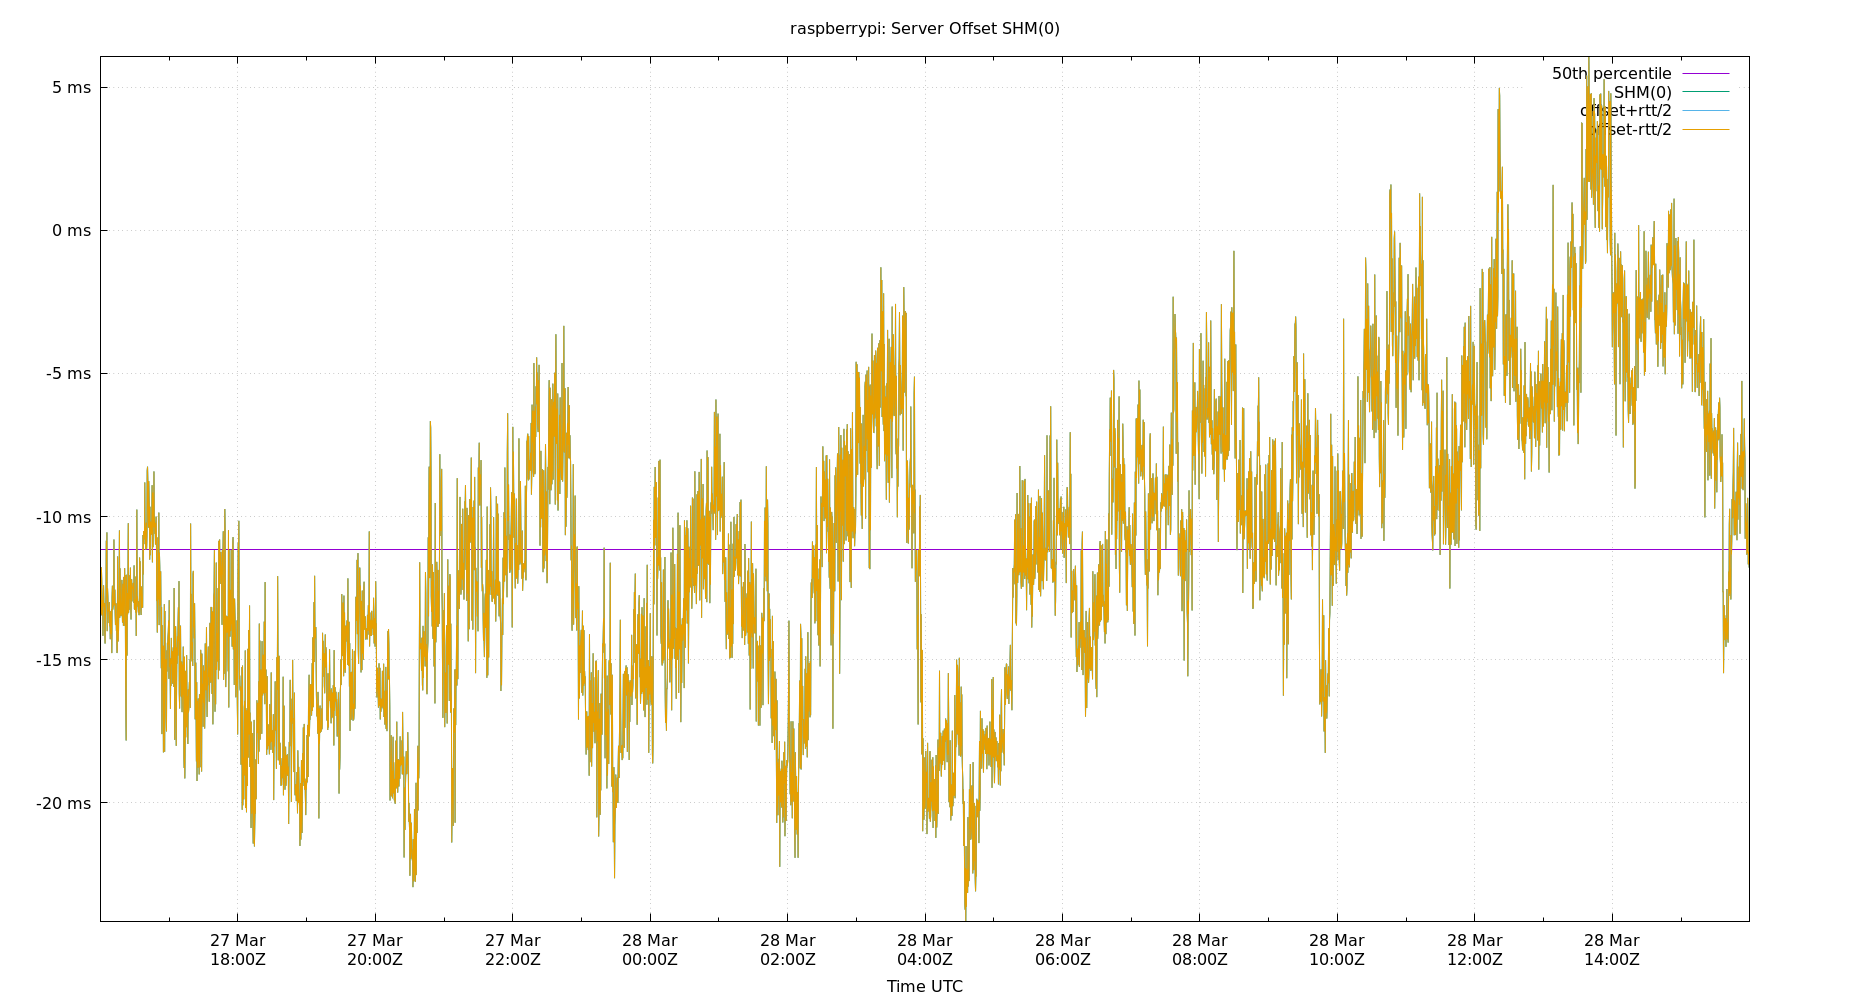 raspberrypi: Server Offset SHM(0)
50th percentile
SHM(0)
offset+rtt/2
offset-rtt/2
5 ms
0 ms
-5 ms
-10 ms
-15 ms
-20 ms
27 Mar 27 Mar 27 Mar 28 Mar 28 Mar 28 Mar 28 Mar 28 Mar 28 Mar 28 Mar 28 Mar
18:00Z 20:00Z 22:00Z 00:00Z 02:00Z 04:00Z 06:00Z 08:00Z 10:00Z 12:00Z 14:00Z
Time UTC